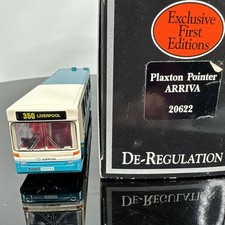 Exclusive
First
Editions
Plaxton Pointer
ARRIVA
20622
DE-REGULATION
350 LIVERPOOL
ARRIVA
DE-REGULATION